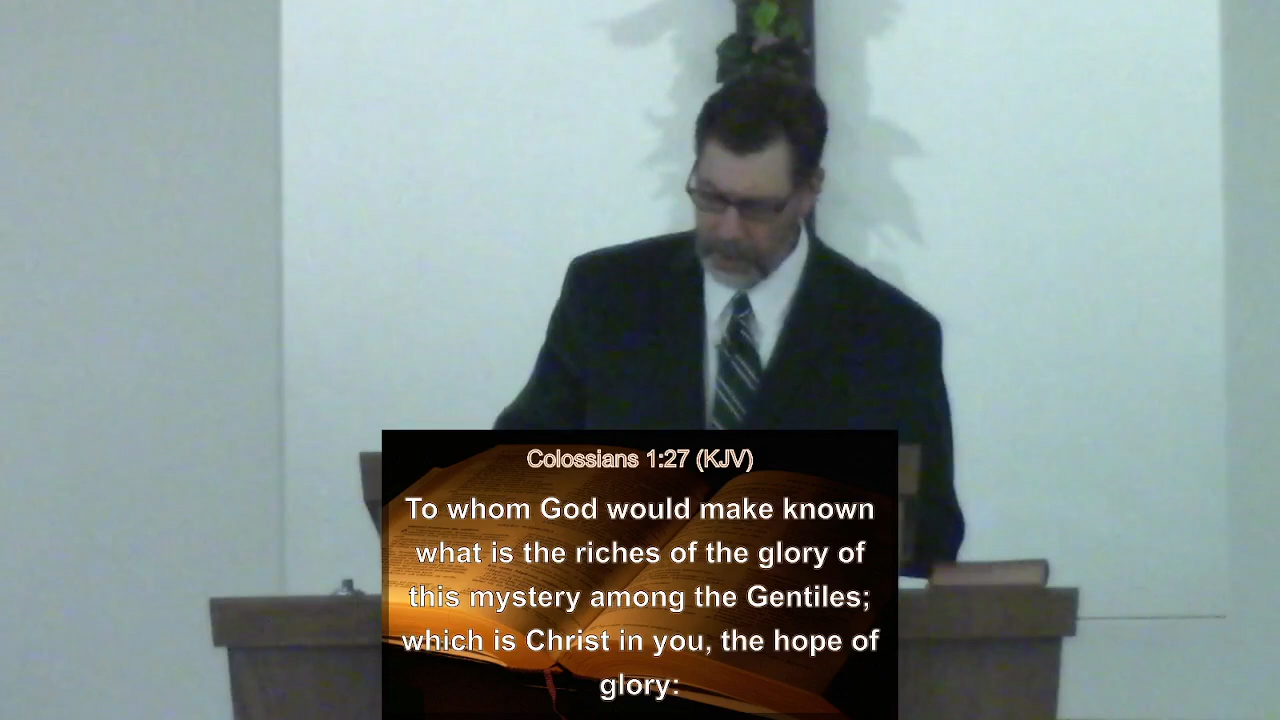 Colossians 1:27 (KJV)
To whom God would make known
what is the riches of the glory of
this mystery among the Gentiles;
which is Christ in you, the hope of
glory: